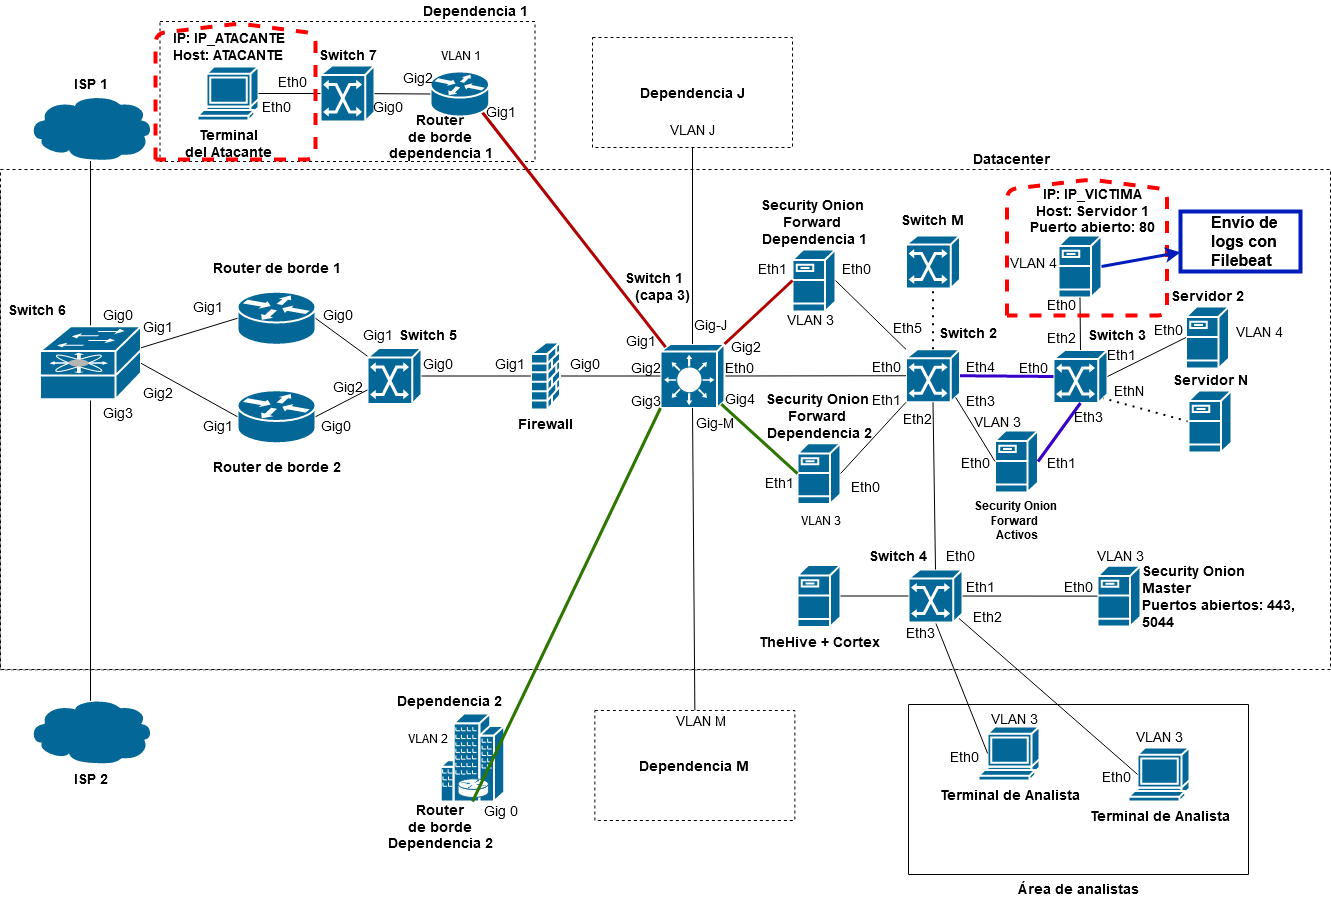 Dependencia 1
IP: IP_ATACANTE
Host: ATACANTE
Switch 7
VLAN 1
Eth0
Eth0
Gig0
Gig2
Gig1
Terminal
del Atacante
Router
de borde
dependencia 1
ISP 1
Dependencia J
VLAN J
Datacenter
IP: IP_VICTIMA
Host: Servidor 1
Puerto abierto: 80
VLAN 4
Eth0
Envío de
logs con
Filebeat
Security Onion
Forward
Dependencia 1
Eth1
Eth0
VLAN 3
Switch M
Switch 1
(capa 3)
Gig-J
Gig1
Gig2
Gig2
Eth0
Gig3
Gig4
Gig-M
Router de borde 1
Gig1
Gig0
Switch 6
Gig0
Gig1
Gig2
Gig3
Switch 5
Gig1
Gig0
Gig2
Gig1
Gig0
Router de borde 2
Gig1
Gig0
Firewall
Eth5
Switch 2
Eth0
Eth4
Eth1
Eth3
Eth2
Switch 3
Eth2
Eth0
Eth1
EthN
Eth3
Servidor 2
Eth0
VLAN 4
Servidor N
Security Onion
Forward
Dependencia 2
Eth1
Eth0
VLAN 3
VLAN 3
Eth0
Eth1
Security Onion
Forward
Activos
Switch 4
Eth0
Eth1
Eth2
Eth3
TheHive + Cortex
VLAN 3
Eth0
Security Onion
Master
Puertos abiertos: 443,
5044
ISP 2
Dependencia 2
VLAN 2
Gig 0
Router
de borde
Dependencia 2
VLAN M
Dependencia M
VLAN 3
Eth0
Terminal de Analista
VLAN 3
Eth0
Terminal de Analista
Área de analistas